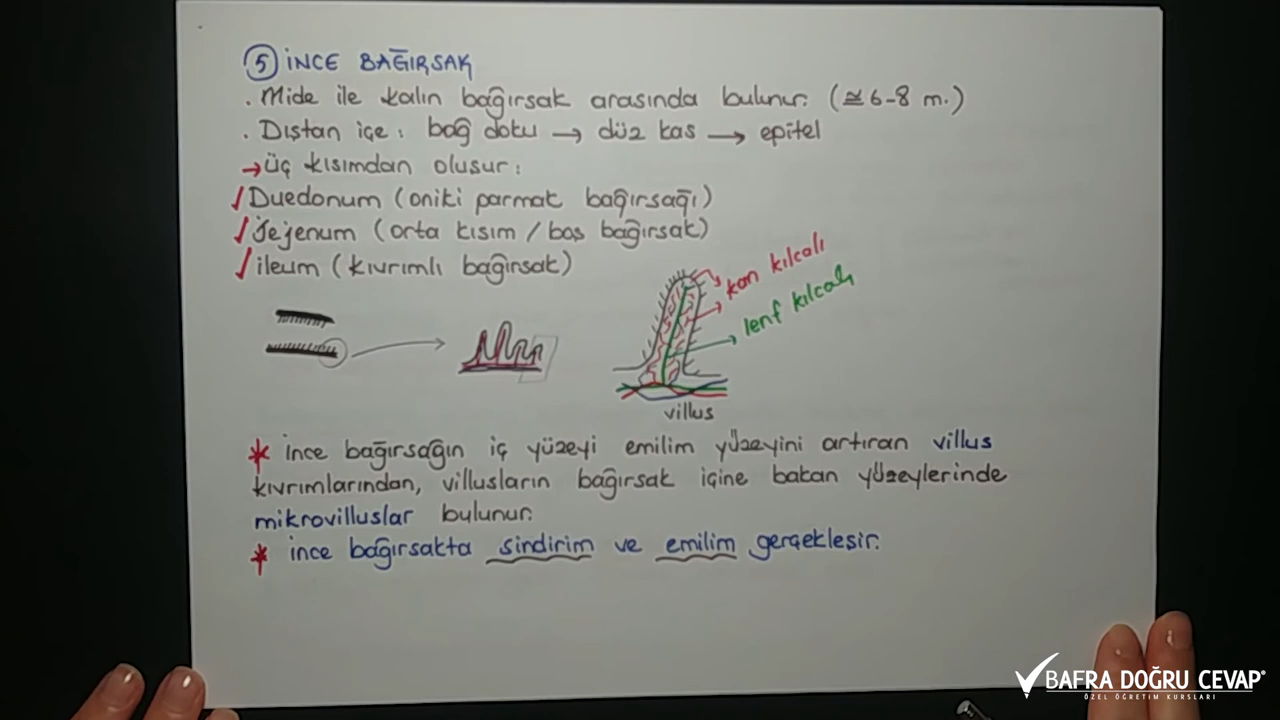 5 İNCE BAĞIRSAK
. Mide ile kalın bağırsak arasında bulunur. (≅ 6-8 m.)
. Dıştan içe : bağ doku → düz kas → epitel
→ üç kısımdan oluşur :
√ Duedonum (oniki parmak bağırsağı)
√ Jejenum (orta kısım / boş bağırsak)
√ ileum (kıvrımlı bağırsak)
kan kılcalı
lenf kılcalı
villus
* ince bağırsağın iç yüzeyi emilim yüzeyini artıran villus
kıvrımlarından, villusların bağırsak içine bakan yüzeylerinde
mikrovilluslar bulunur.
* ince bağırsakta sindirim ve emilim gerçekleşir.
BAFRA DOĞRU CEVAP®
ÖZEL ÖĞRETİM KURSLARI